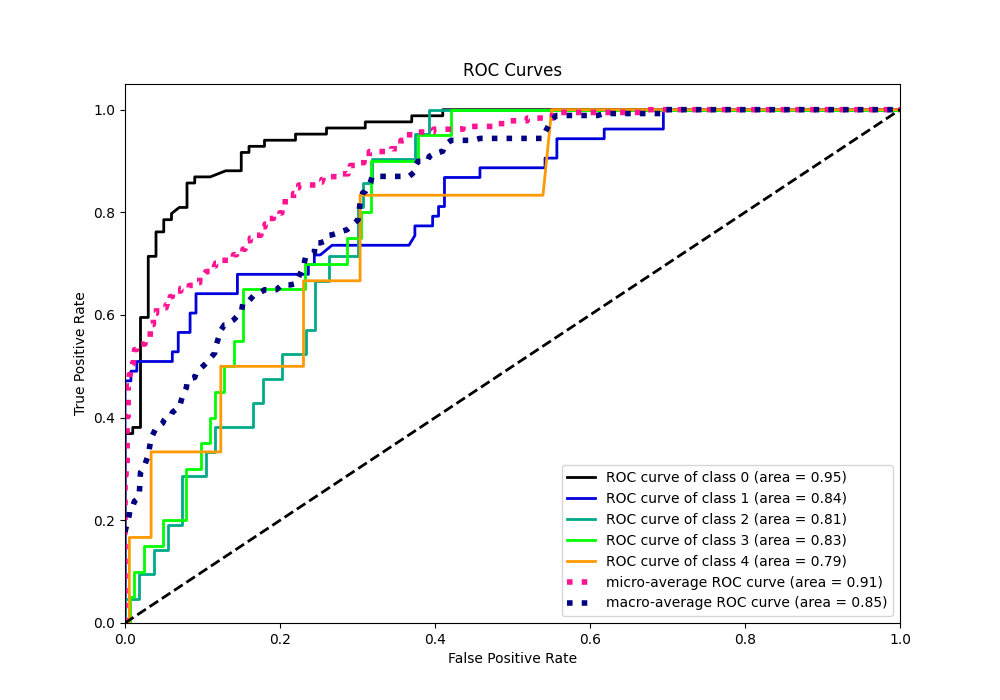 ROC Curves
True Positive Rate
1.0
0.8
0.6
0.4
0.2
0.0
0.0 0.2 0.4 0.6 0.8 1.0
False Positive Rate
ROC curve of class 0 (area = 0.95)
ROC curve of class 1 (area = 0.84)
ROC curve of class 2 (area = 0.81)
ROC curve of class 3 (area = 0.83)
ROC curve of class 4 (area = 0.79)
micro-average ROC curve (area = 0.91)
macro-average ROC curve (area = 0.85)